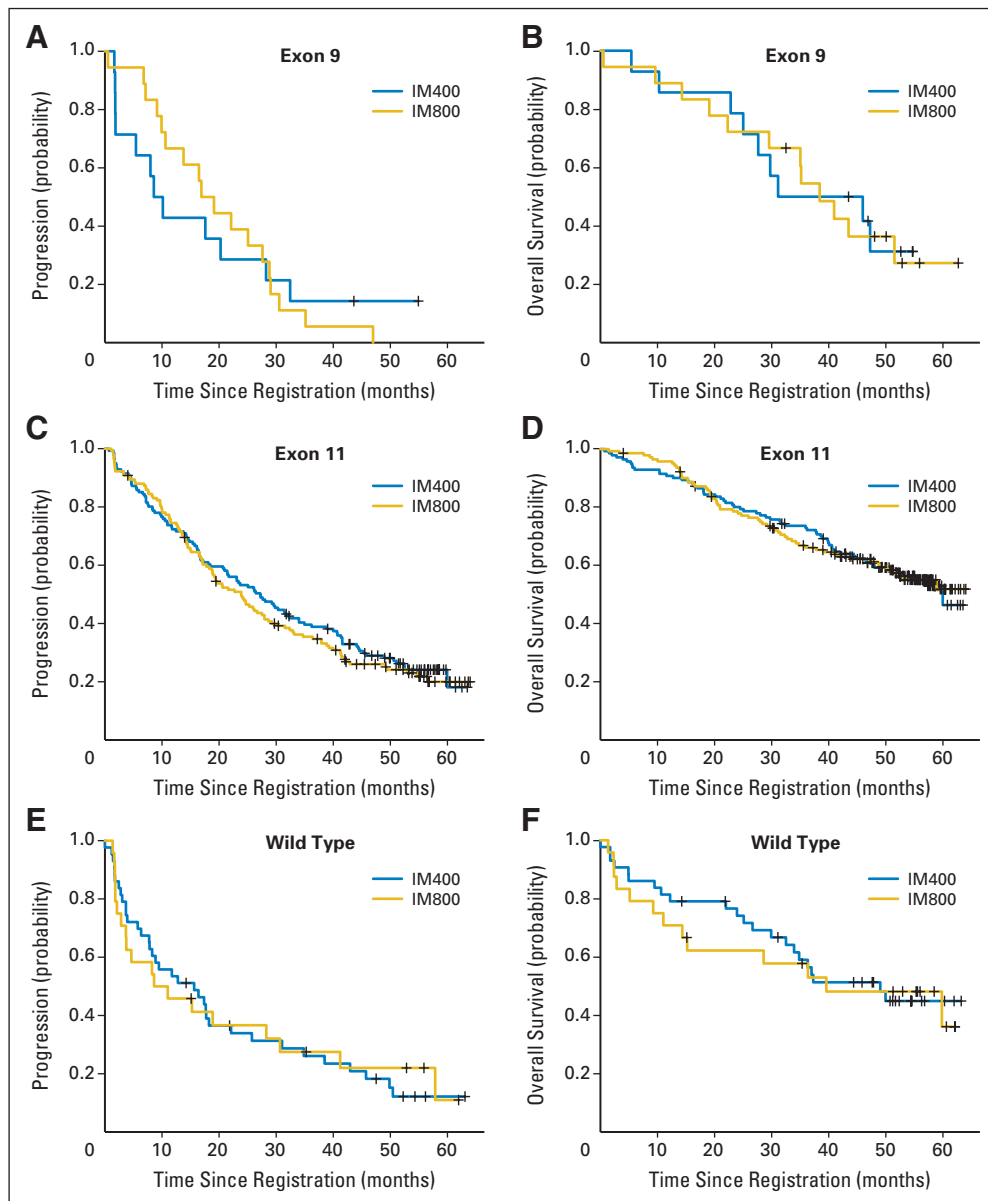 A
Exon 9
IM400
IM800
Progression (probability)
1.0
0.8
0.6
0.4
0.2
0 10 20 30 40 50 60
Time Since Registration (months)
B
Exon 9
IM400
IM800
Overall Survival (probability)
1.0
0.8
0.6
0.4
0.2
0 10 20 30 40 50 60
Time Since Registration (months)
C
Exon 11
IM400
IM800
Progression (probability)
1.0
0.8
0.6
0.4
0.2
0 10 20 30 40 50 60
Time Since Registration (months)
D
Exon 11
IM400
IM800
Overall Survival (probability)
1.0
0.8
0.6
0.4
0.2
0 10 20 30 40 50 60
Time Since Registration (months)
E
Wild Type
IM400
IM800
Progression (probability)
1.0
0.8
0.6
0.4
0.2
0 10 20 30 40 50 60
Time Since Registration (months)
F
Wild Type
IM400
IM800
Overall Survival (probability)
1.0
0.8
0.6
0.4
0.2
0 10 20 30 40 50 60
Time Since Registration (months)